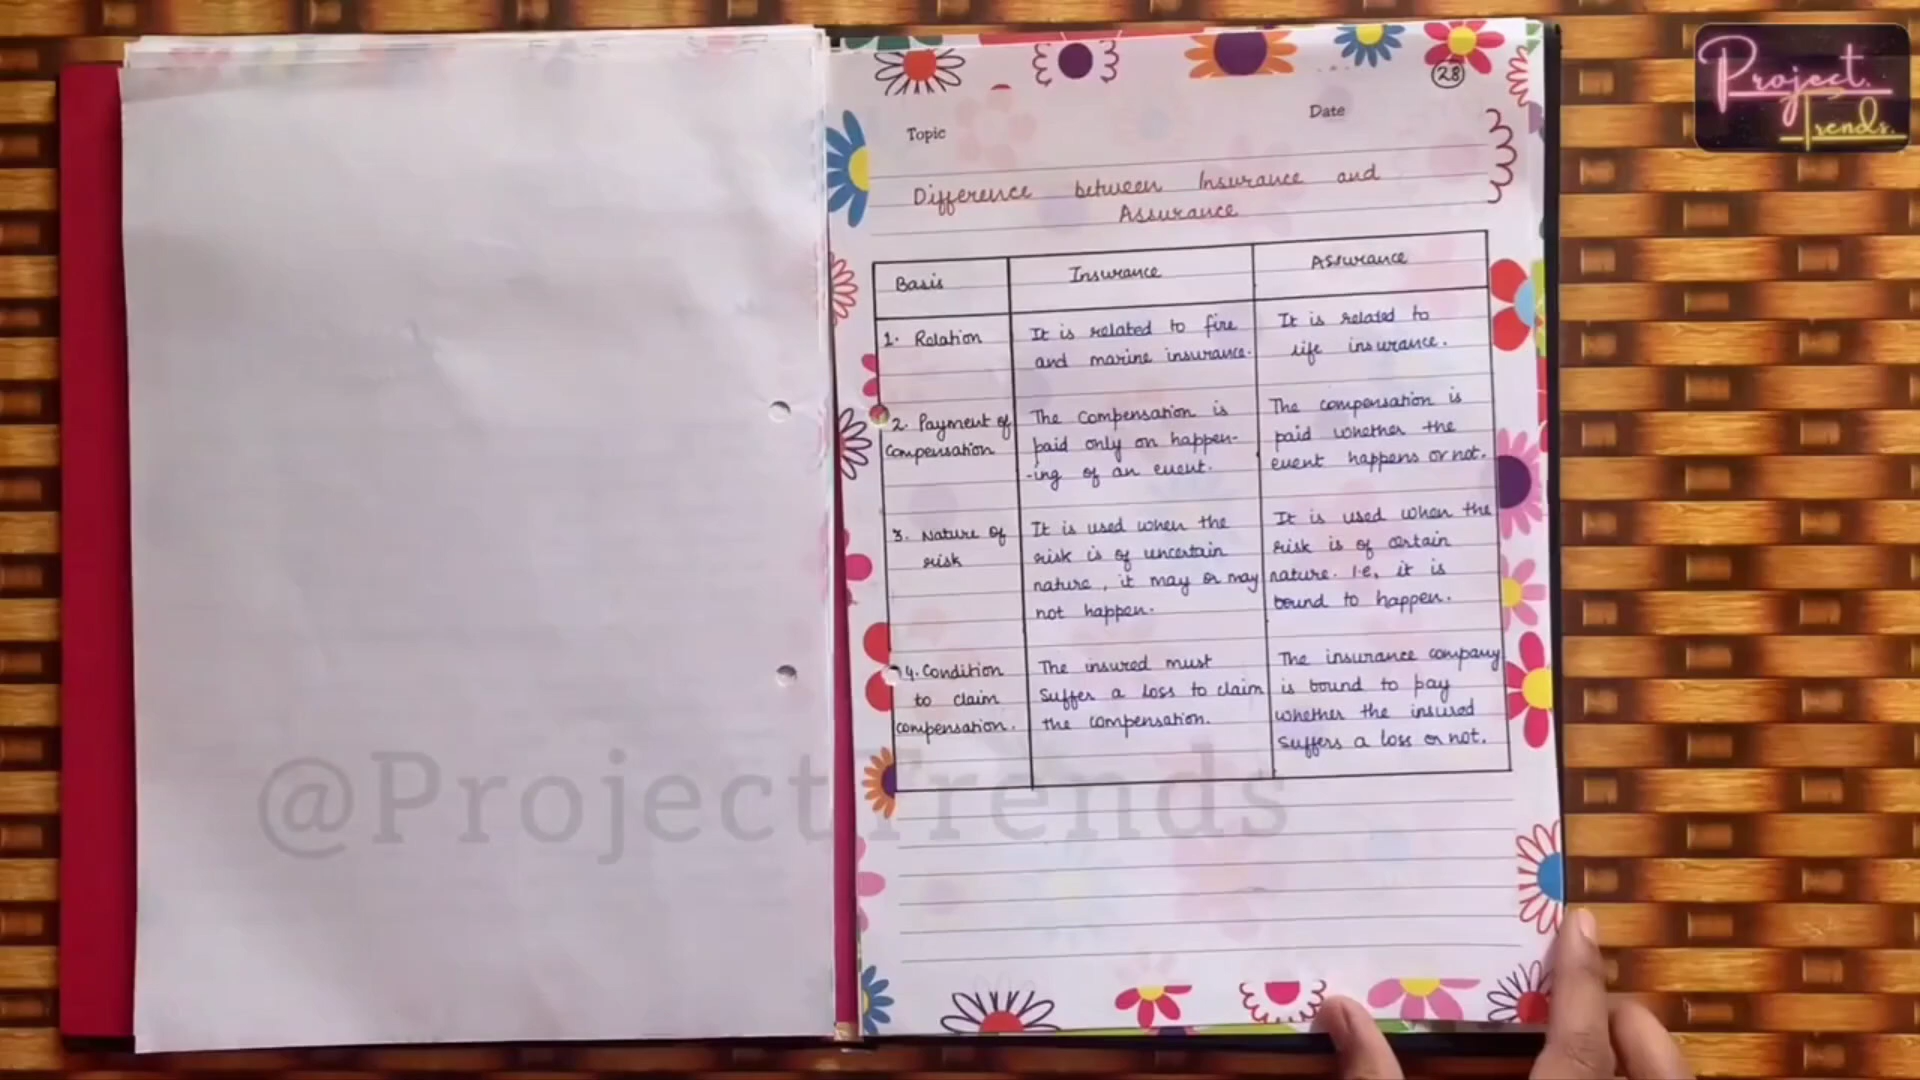 Project
Trends.
28
Date
Topic
Difference between Insurance and
Assurance
Basis
Insurance
Assurance
1. Relation
It is related to fire
and marine insurance.
It is related to
life insurance.
2. Payment of
compensation
The compensation is
paid only on happen-
-ing of an event.
The compensation is
paid whether the
event happens or not.
3. Nature of
risk
It is used when the
risk is of uncertain
nature, it may or may
not happen.
It is used when the
risk is of certain
nature. i.e, it is
bound to happen.
4. Condition
to claim
compensation.
The insured must
suffer a loss to claim
the compensation.
The insurance company
is bound to pay
whether the insured
suffers a loss or not.
@ProjectTrends